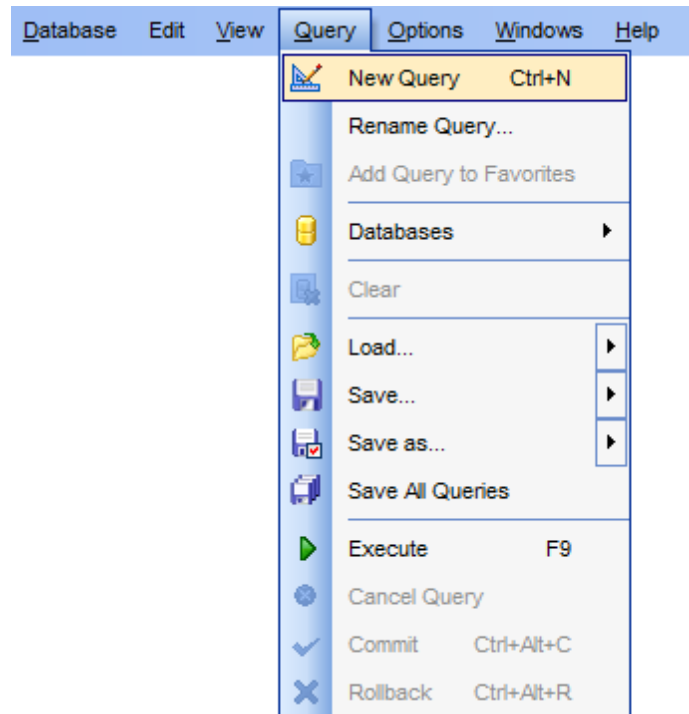 Database Edit View Query Options Windows Help
New Query Ctrl+N
Rename Query...
Add Query to Favorites
Databases
Clear
Load...
Save...
Save as...
Save All Queries
Execute F9
Cancel Query
Commit Ctrl+Alt+C
Rollback Ctrl+Alt+R